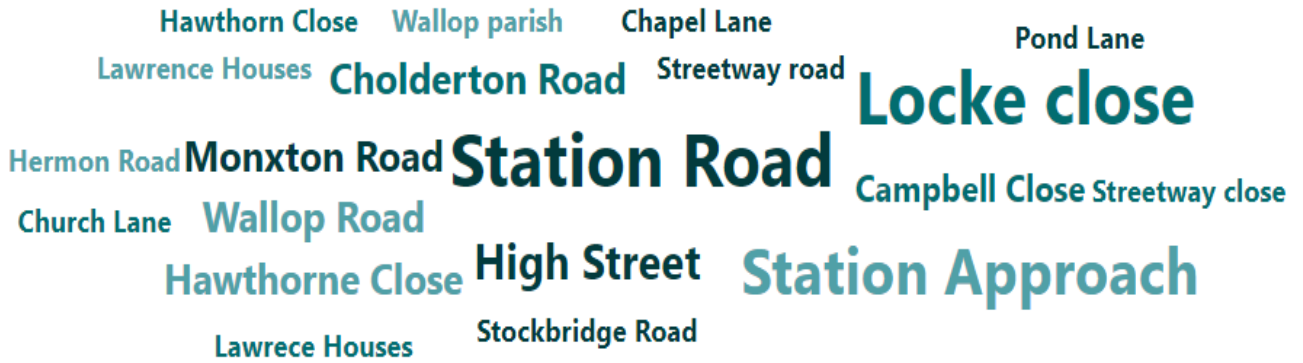 Hawthorn Close
Wallop parish
Chapel Lane
Pond Lane
Lawrence Houses
Cholderton Road
Streetway road
Locke close
Hermon Road
Monxton Road
Station Road
Campbell Close
Streetway close
Church Lane
Wallop Road
High Street
Station Approach
Hawthorne Close
Stockbridge Road
Lawrece Houses